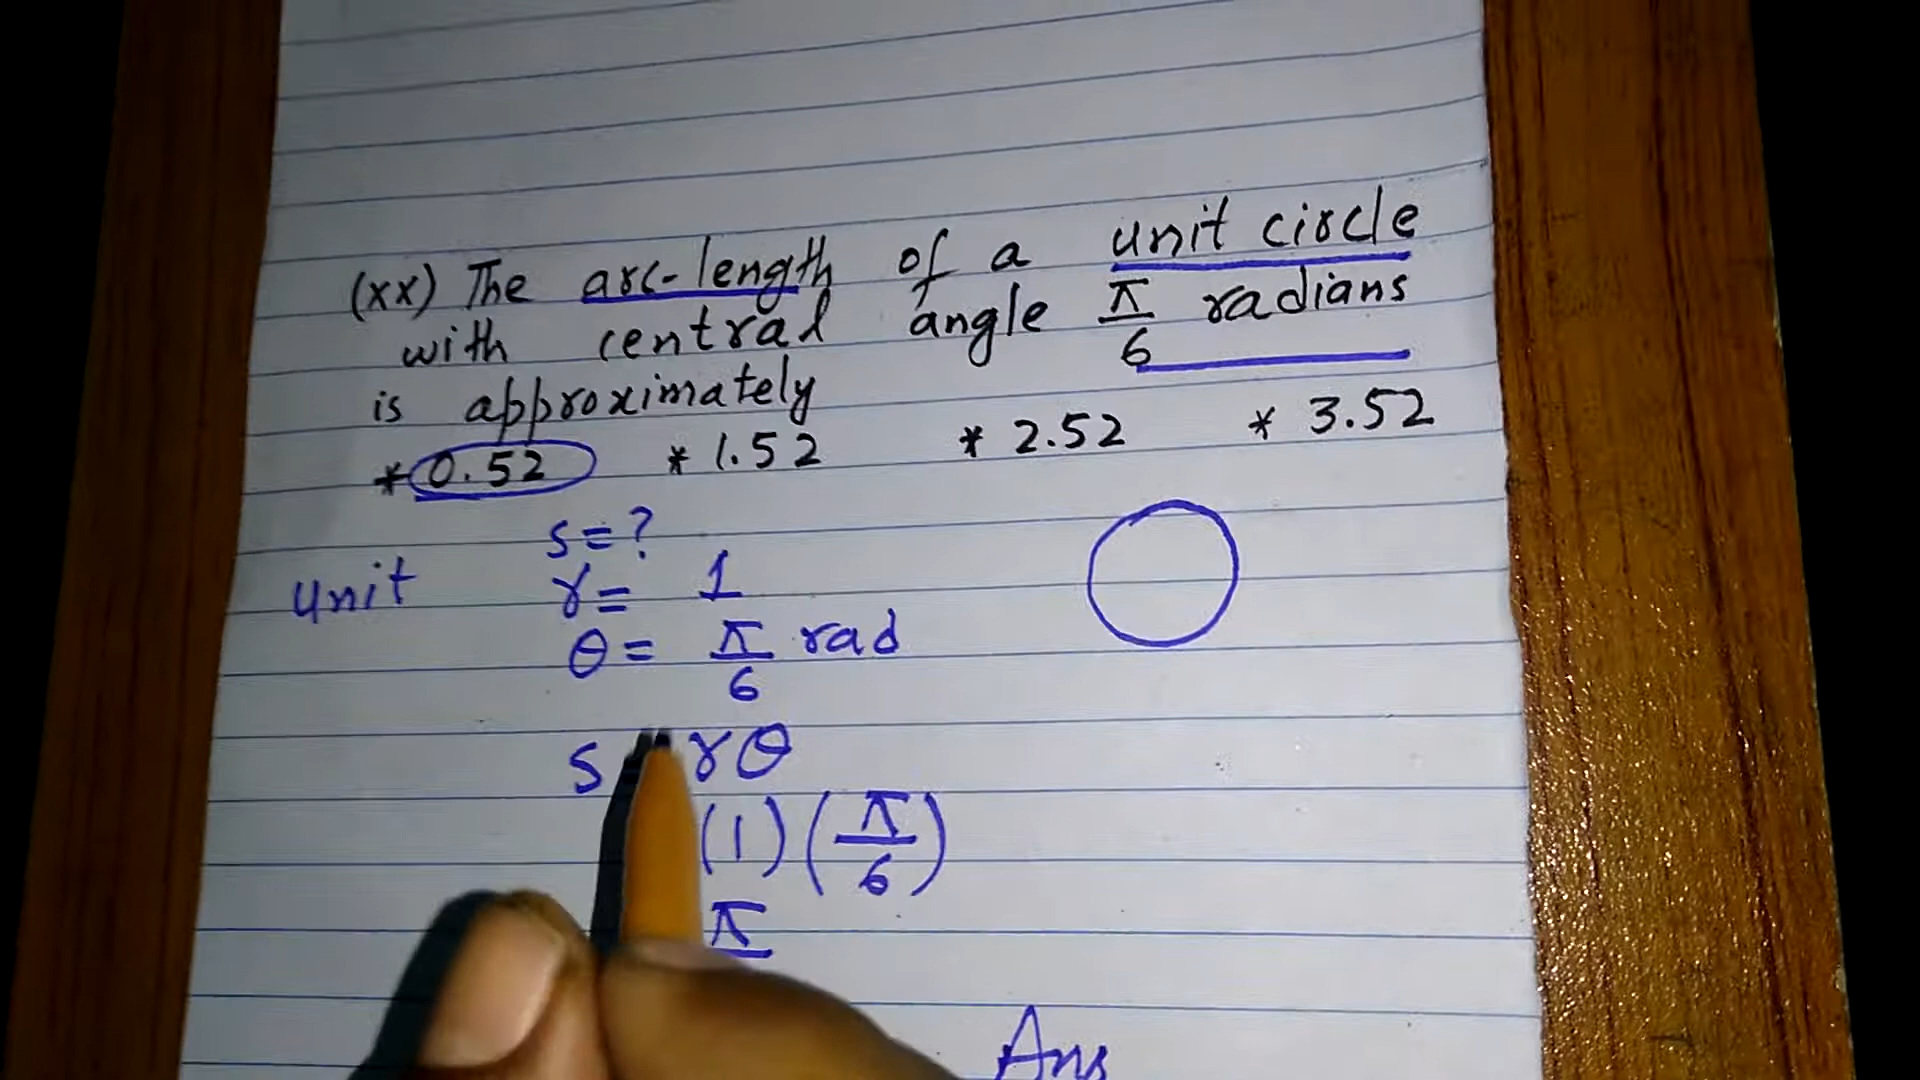 (xx) The arc-length of a unit circle
with central angle π/6 radians
is approximately
* 0.52 * 1.52 * 2.52 * 3.52
s = ?
unit r = 1
θ = π/6 rad
s rθ
(1) (π/6)
π
Ans